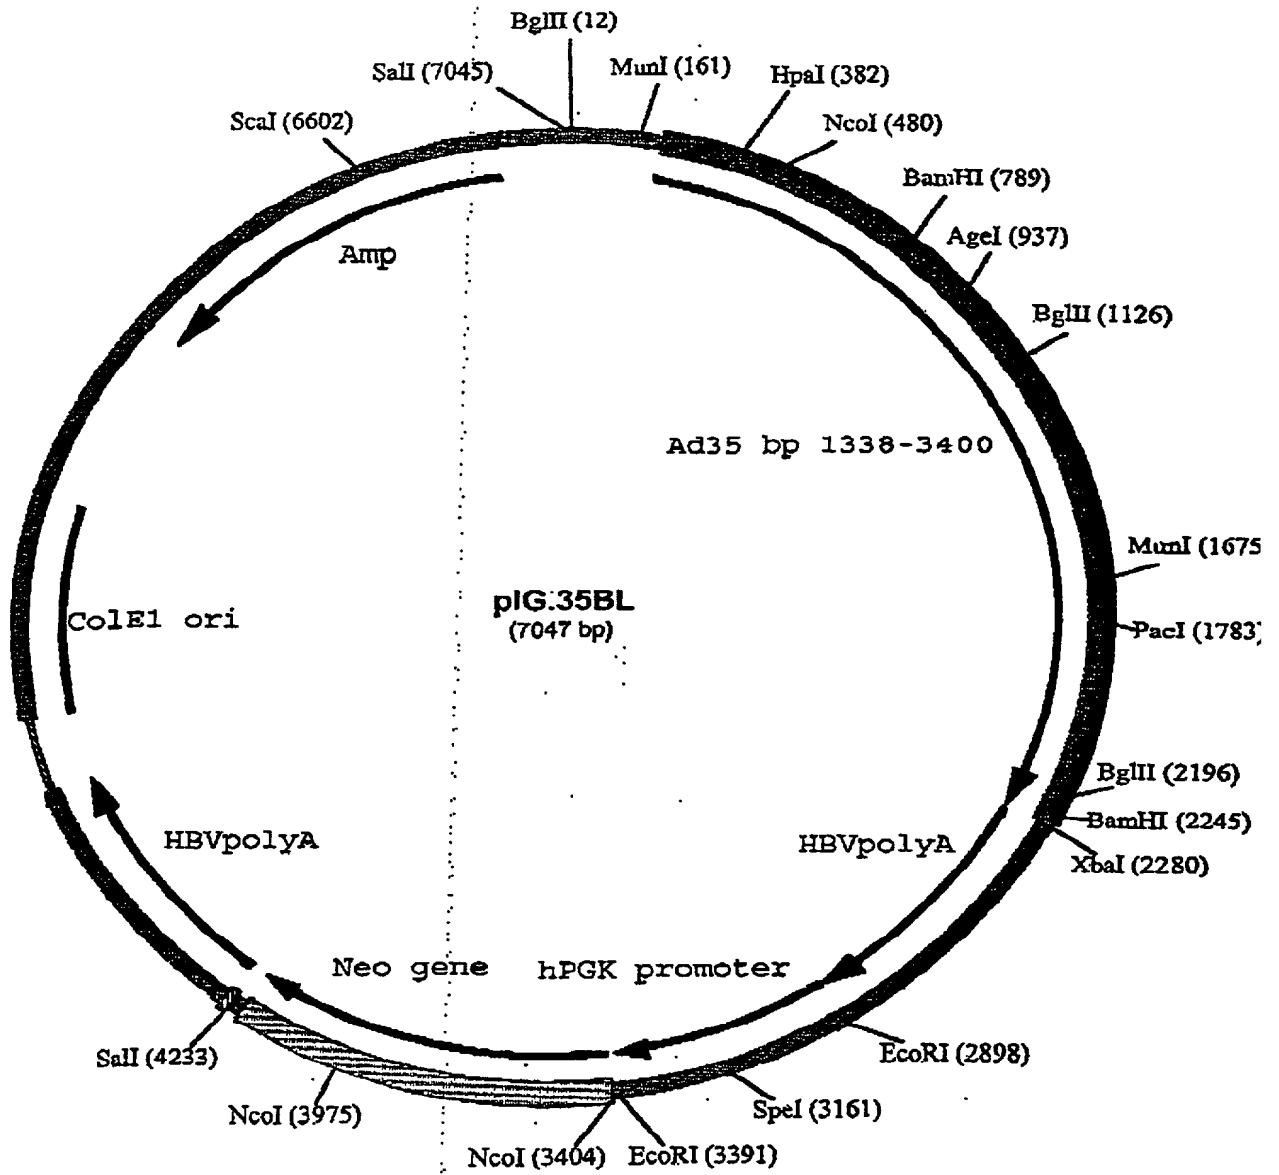 BglII (12)
SalI (7045)
MunI (161)
HpaI (382)
ScaI (6602)
NcoI (480)
BamHI (789)
AgeI (937)
Amp
BglII (1126)
Ad35 bp 1338-3400
MunI (1675)
pIG.35BL
(7047 bp)
ColE1 ori
PacI (1783)
BglII (2196)
BamHI (2245)
HBVpolyA
HBVpolyA
XbaI (2280)
Neo gene
hPGK promoter
SalI (4233)
EcoRI (2898)
NcoI (3975)
SpeI (3161)
NcoI (3404)
EcoRI (3391)